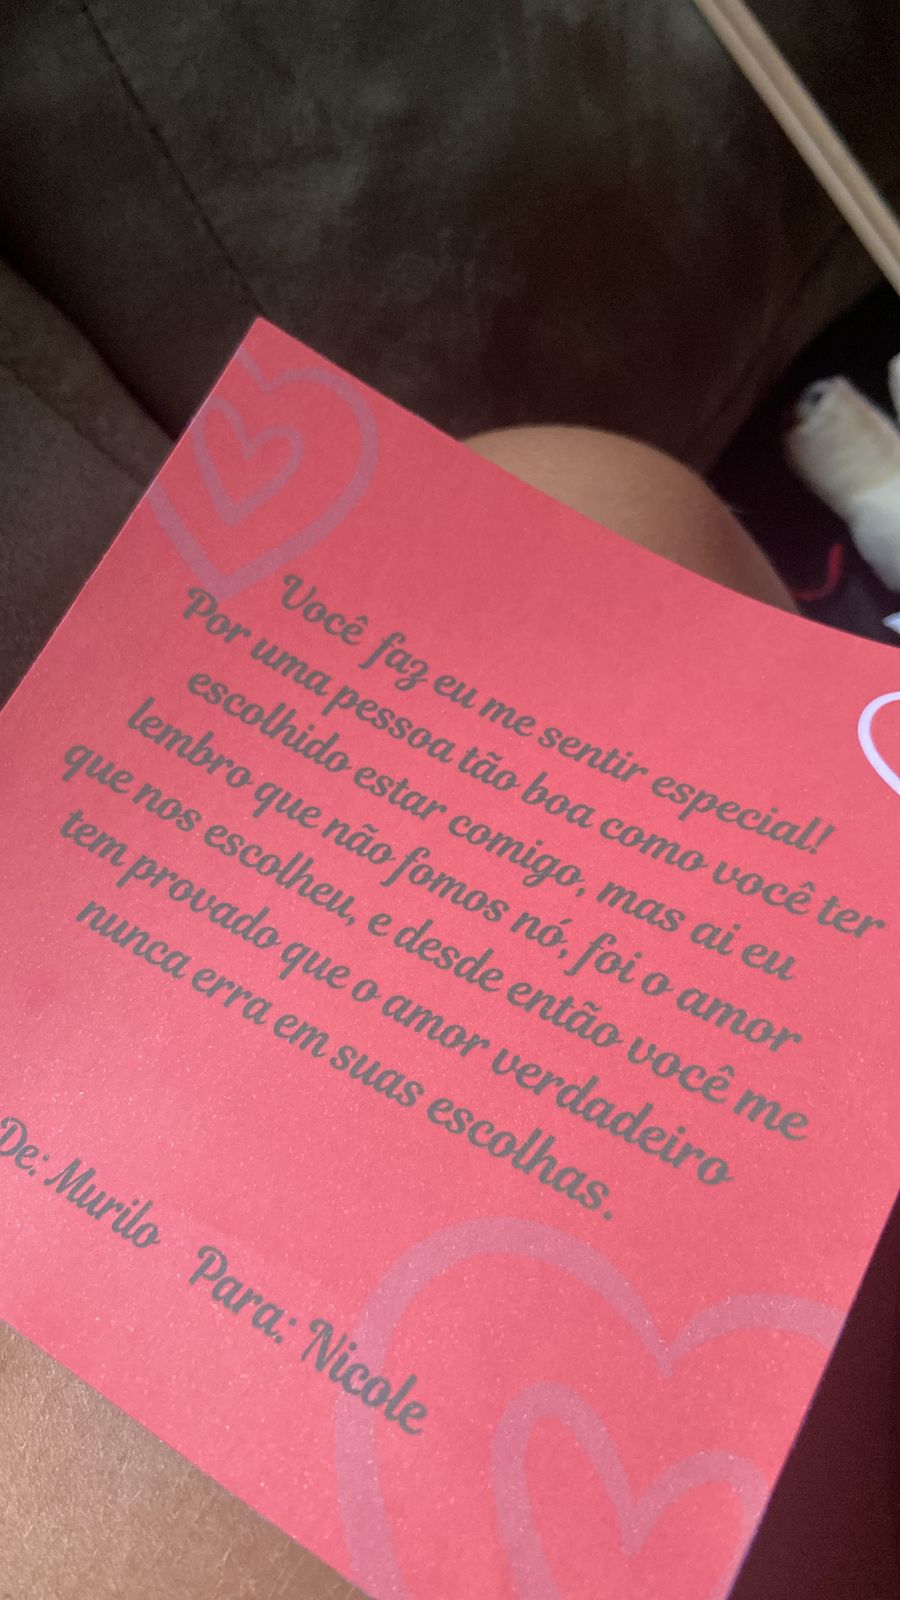 Você faz eu me sentir especial!
Por uma pessoa tão boa como você ter
escolhido estar comigo, mas ai eu
lembro que não fomos nó, foi o amor
que nos escolheu, e desde então você me
tem provado que o amor verdadeiro
nunca erra em suas escolhas.
De: Murilo Para: Nicole